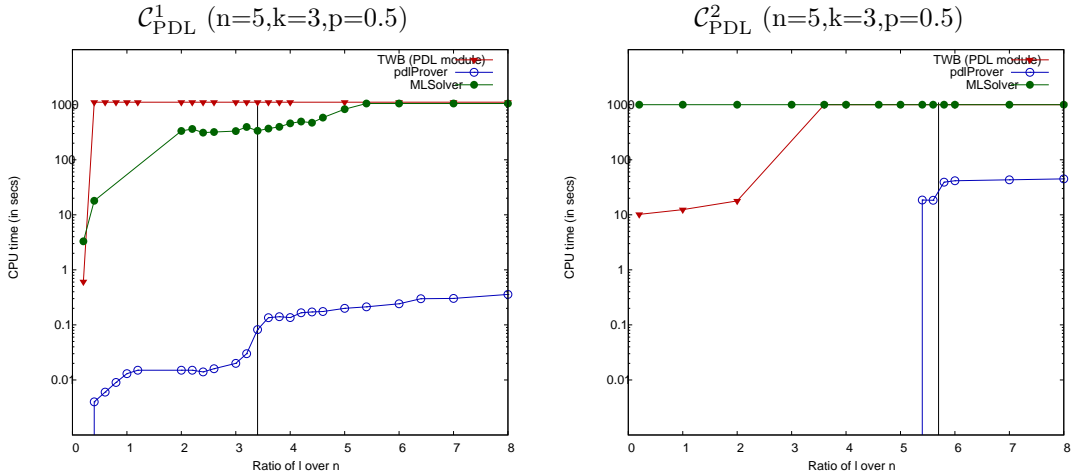 C¹PDL (n=5,k=3,p=0.5)
TWB (PDL module)
pdlProver
MLSolver
1000
100
10
1
0.1
0.01
CPU time (in secs)
0 1 2 3 4 5 6 7 8
Ratio of l over n
C²PDL (n=5,k=3,p=0.5)
TWB (PDL module)
pdlProver
MLSolver
1000
100
10
1
0.1
0.01
CPU time (in secs)
0 1 2 3 4 5 6 7 8
Ratio of l over n